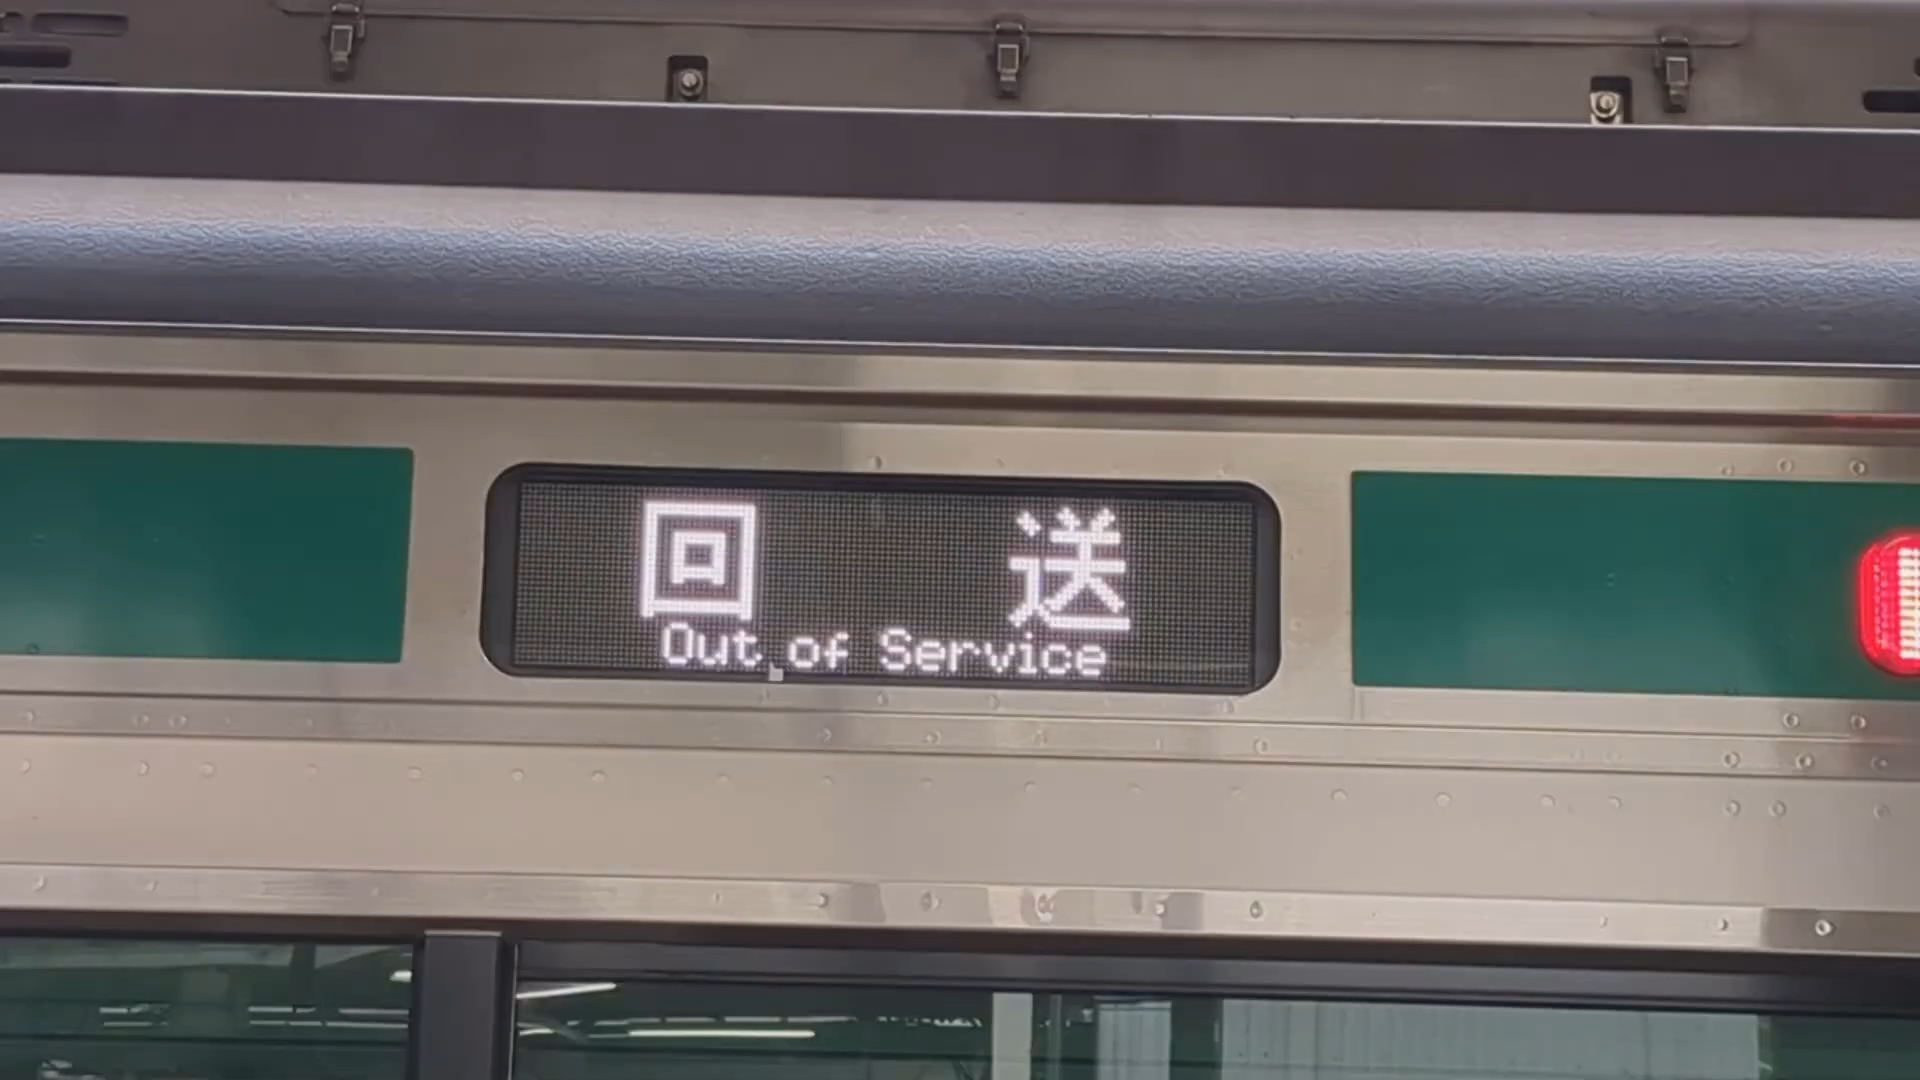 回送
Out of Service